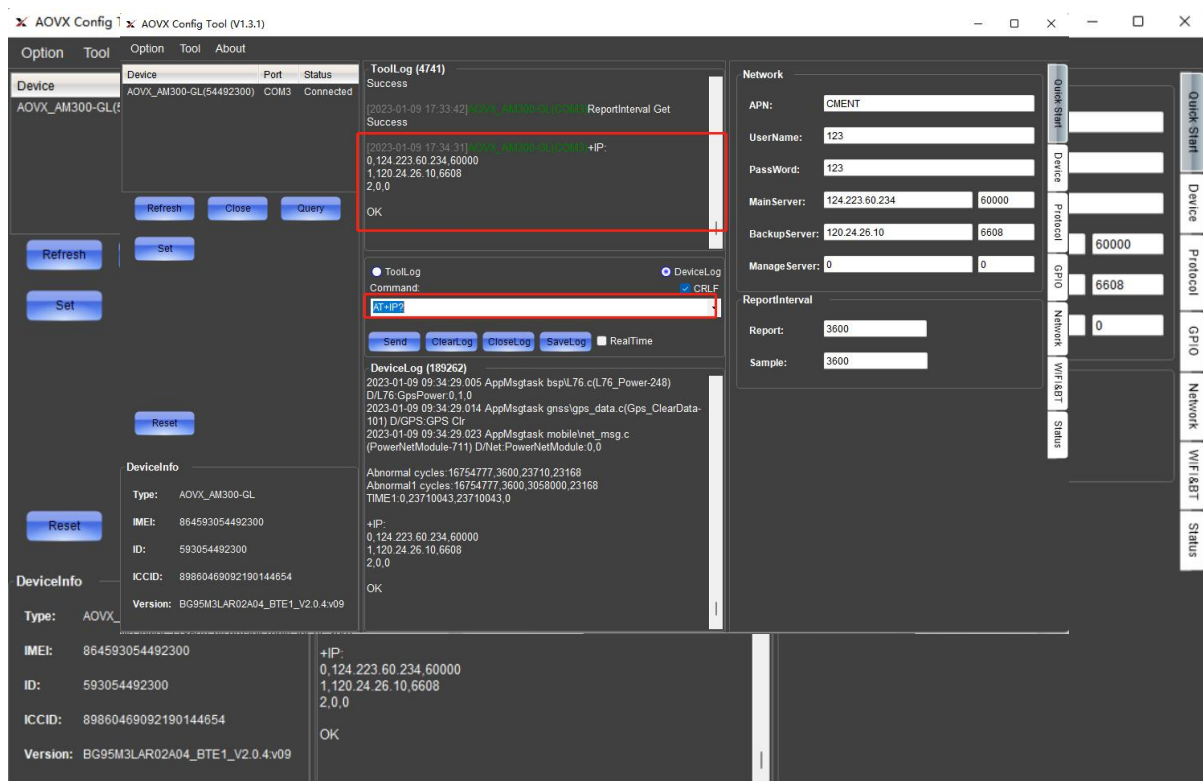 AOVX Config T
Option Tool
Device
AOVX_AM300-GL(5
Refresh
Set
Reset
DeviceInfo
Type: AOVX_
IMEI: 864593054492300
ID: 593054492300
ICCID: 89860469092190144654
Version: BG95M3LAR02A04_BTE1_V2.0.4:v09
AOVX Config Tool (V1.3.1)
Option Tool About
Device Port Status
AOVX_AM300-GL(54492300) COM3 Connected
Refresh Close Query
Set
Reset
DeviceInfo
Type: AOVX_AM300-GL
IMEI: 864593054492300
ID: 593054492300
ICCID: 89860469092190144654
Version: BG95M3LAR02A04_BTE1_V2.0.4:v09
ToolLog (4741)
Success
[2023-01-09 17:33:42]AOVX_AM300-GL(COM3)ReportInterval Get
Success
[2023-01-09 17:34:31]AOVX_AM300-GL(COM3)+IP:
0,124.223.60.234,60000
1,120.24.26.10,6608
2,0,0
OK
ToolLog DeviceLog
Command: CRLF
AT+IP?
Send ClearLog CloseLog SaveLog RealTime
DeviceLog (189262)
2023-01-09 09:34:29.005 AppMsgtask bsp\L76.c(L76_Power-248)
D/L76:GpsPower:0,1,0
2023-01-09 09:34:29.014 AppMsgtask gnss\gps_data.c(Gps_ClearData-
101) D/GPS:GPS Clr
2023-01-09 09:34:29.023 AppMsgtask mobile\net_msg.c
(PowerNetModule-711) D/Net:PowerNetModule:0,0
Abnormal cycles:16754777,3600,23710,23168
Abnormal1 cycles:16754777,3600,3058000,23168
TIME1:0,23710043,23710043,0
+IP:
0,124.223.60.234,60000
1,120.24.26.10,6608
2,0,0
OK
Network
APN: CMENT
UserName: 123
PassWord: 123
MainServer: 124.223.60.234 60000
BackupServer: 120.24.26.10 6608
ManageServer: 0 0
ReportInterval
Report: 3600
Sample: 3600
Quick Start
Device
Protocol
GPIO
Network
WIFI&BT
Status
+IP:
0,124.223.60.234,60000
1,120.24.26.10,6608
2,0,0
OK
60000
6608
0
Quick Start
Device
Protocol
GPIO
Network
WIFI&BT
Status